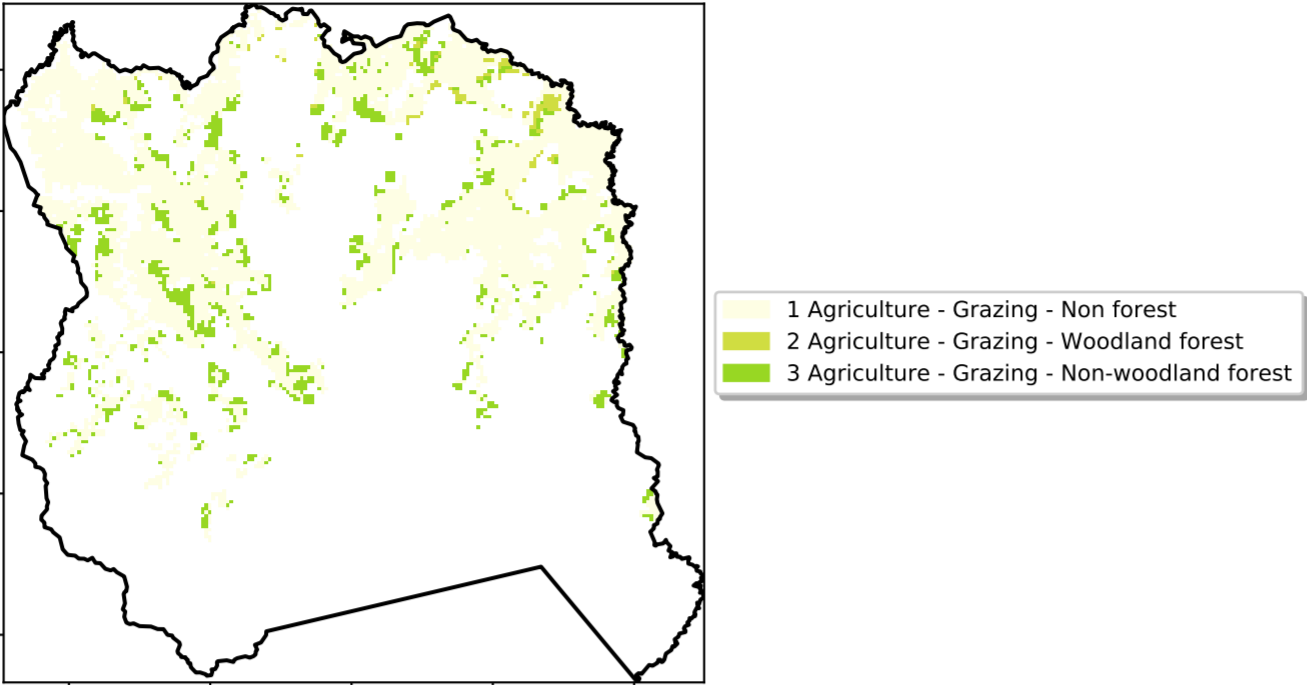 1 Agriculture - Grazing - Non forest
2 Agriculture - Grazing - Woodland forest
3 Agriculture - Grazing - Non-woodland forest